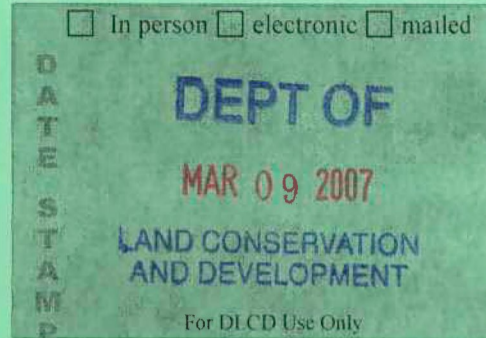 ☐ In person ☐ electronic ☐ mailed
DATE STAMP
DEPT OF
MAR 09 2007
LAND CONSERVATION
AND DEVELOPMENT
For DLCD Use Only